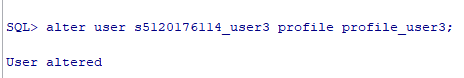 SQL> alter user s5120176114_user3 profile profile_user3;
User altered